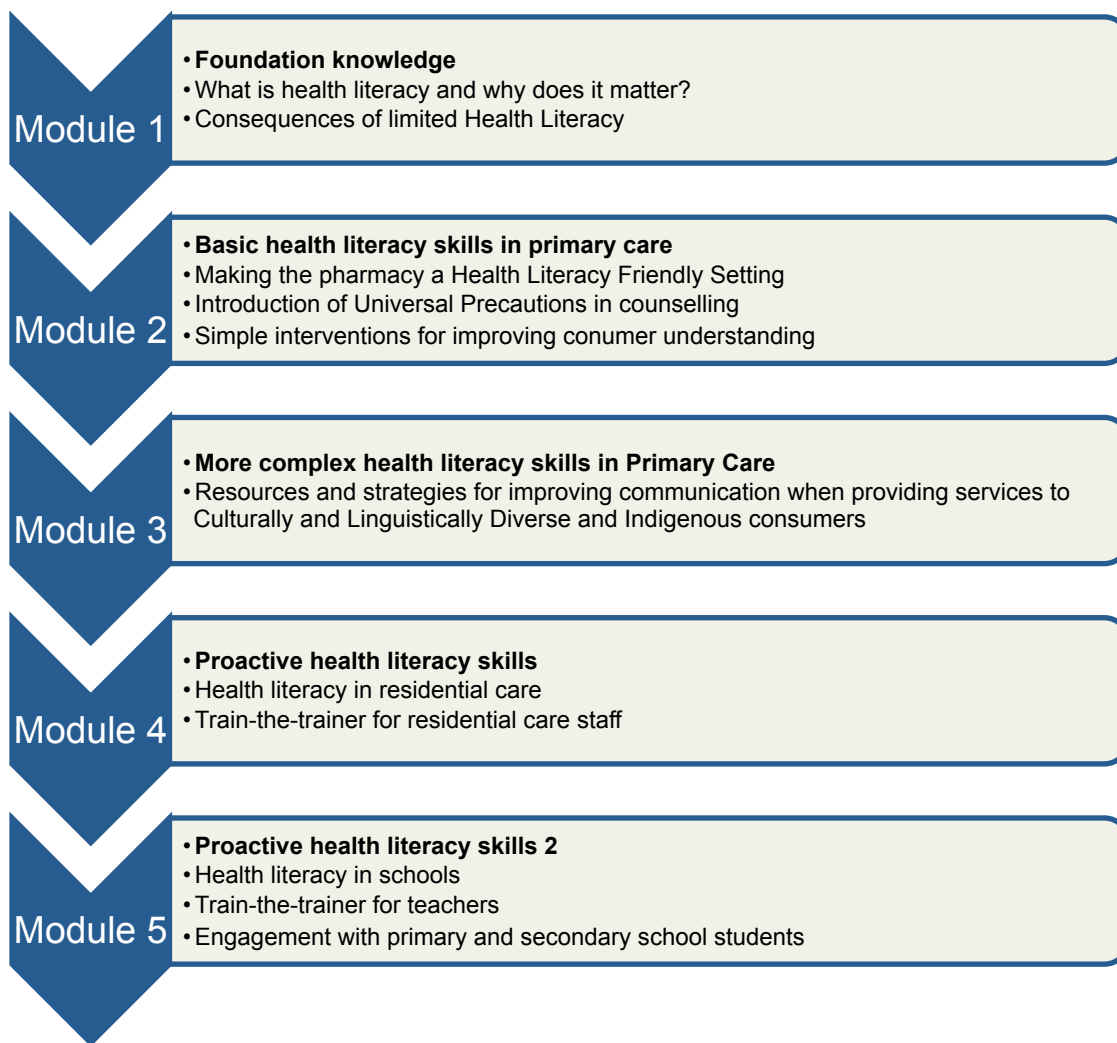 Module 1
• Foundation knowledge
• What is health literacy and why does it matter?
• Consequences of limited Health Literacy
Module 2
• Basic health literacy skills in primary care
• Making the pharmacy a Health Literacy Friendly Setting
• Introduction of Universal Precautions in counselling
• Simple interventions for improving conumer understanding
Module 3
• More complex health literacy skills in Primary Care
• Resources and strategies for improving communication when providing services to
Culturally and Linguistically Diverse and Indigenous consumers
Module 4
• Proactive health literacy skills
• Health literacy in residential care
• Train-the-trainer for residential care staff
Module 5
• Proactive health literacy skills 2
• Health literacy in schools
• Train-the-trainer for teachers
• Engagement with primary and secondary school students